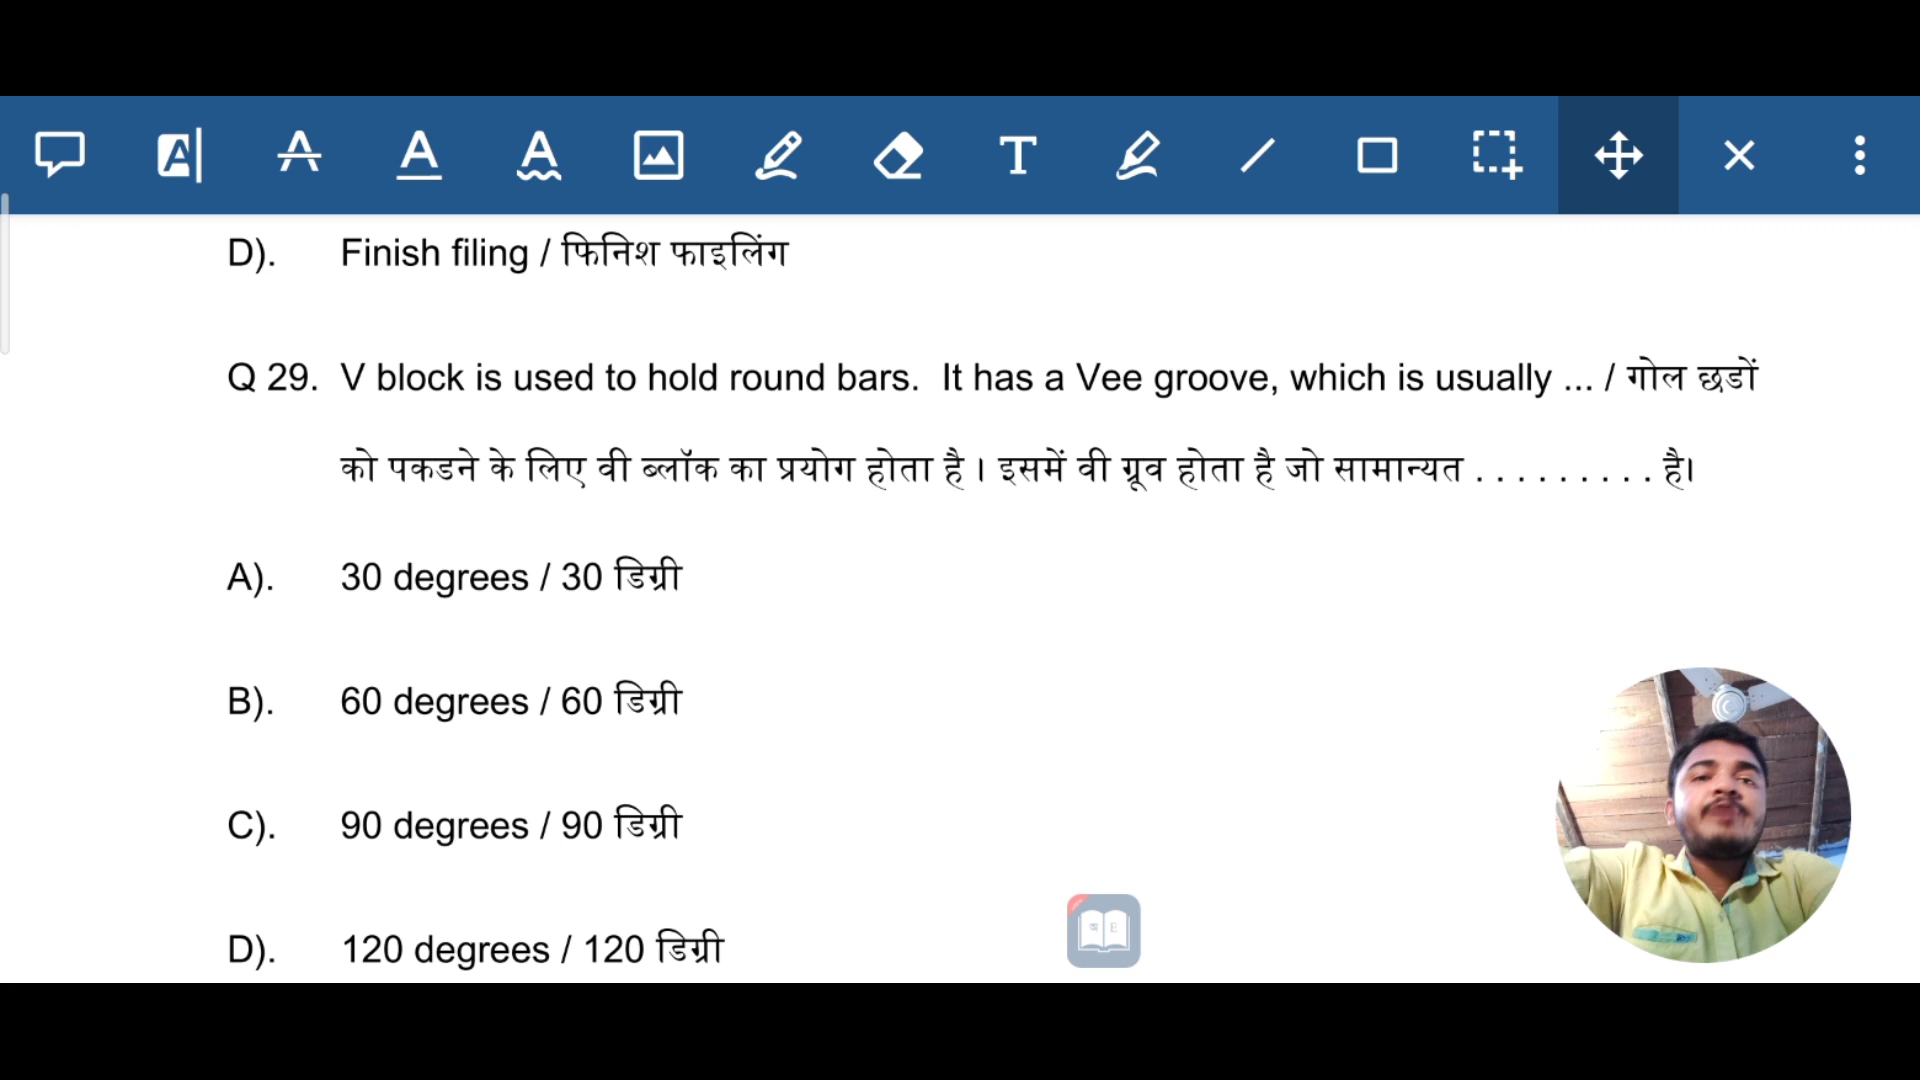 D). Finish filing / फिनिश फाइलिंग
Q 29. V block is used to hold round bars. It has a Vee groove, which is usually ... / गोल छडों
को पकडने के लिए वी ब्लॉक का प्रयोग होता है । इसमें वी ग्रूव होता है जो सामान्यत . . . . . . . . . है।
A). 30 degrees / 30 डिग्री
B). 60 degrees / 60 डिग्री
C). 90 degrees / 90 डिग्री
D). 120 degrees / 120 डिग्री